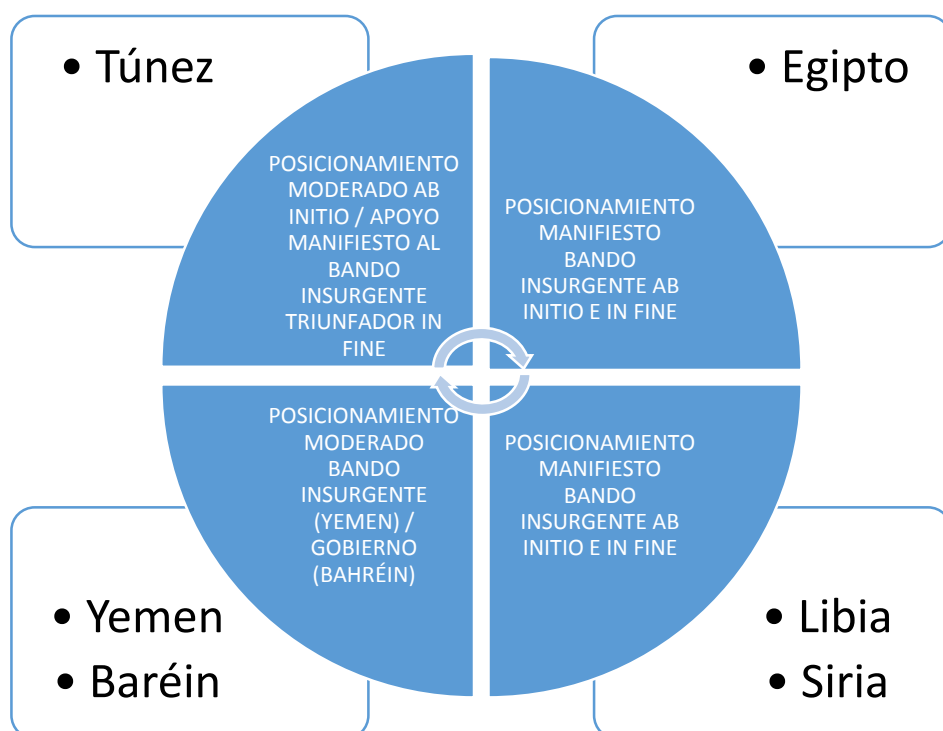 • Túnez
• Egipto
POSICIONAMIENTO
MODERADO AB
INITIO / APOYO
MANIFIESTO AL
BANDO
INSURGENTE
TRIUNFADOR IN
FINE
POSICIONAMIENTO
MANIFIESTO
BANDO
INSURGENTE AB
INITIO E IN FINE
POSICIONAMIENTO
MODERADO
BANDO
INSURGENTE
(YEMEN) /
GOBIERNO
(BAHRÉIN)
POSICIONAMIENTO
MANIFIESTO
BANDO
INSURGENTE AB
INITIO E IN FINE
• Yemen
• Baréin
• Libia
• Siria